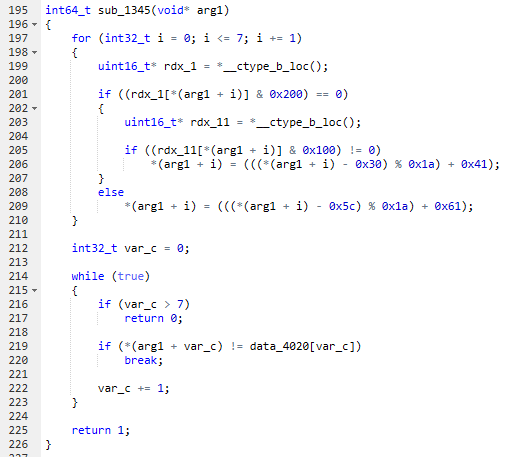 195 int64_t sub_1345(void* arg1)
196 {
197 for (int32_t i = 0; i <= 7; i += 1)
198 {
199 uint16_t* rdx_1 = *__ctype_b_loc();
200
201 if ((rdx_1[*(arg1 + i)] & 0x200) == 0)
202 {
203 uint16_t* rdx_11 = *__ctype_b_loc();
204
205 if ((rdx_11[*(arg1 + i)] & 0x100) != 0)
206 *(arg1 + i) = (((*(arg1 + i) - 0x30) % 0x1a) + 0x41);
207 }
208 else
209 *(arg1 + i) = (((*(arg1 + i) - 0x5c) % 0x1a) + 0x61);
210 }
211
212 int32_t var_c = 0;
213
214 while (true)
215 {
216 if (var_c > 7)
217 return 0;
218
219 if (*(arg1 + var_c) != data_4020[var_c])
220 break;
221
222 var_c += 1;
223 }
224
225 return 1;
226 }